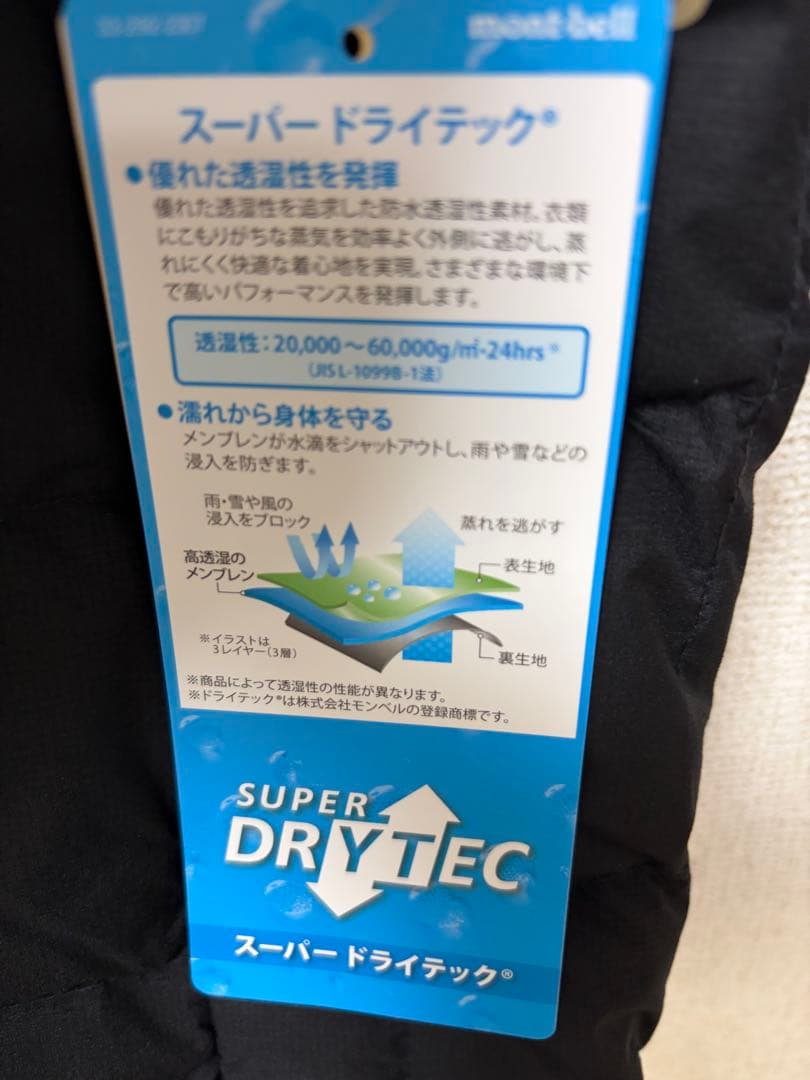 mont-bell
スーパー ドライテック®
●優れた透湿性を発揮
優れた透湿性を追求した防水透湿性素材。衣類
にこもりがちな蒸気を効率よく外側に逃がし、蒸
れにくく快適な着心地を実現。さまざまな環境下
で高いパフォーマンスを発揮します。
透湿性：20,000〜60,000g/㎡·24hrs※
（JIS L-1099B-1法）
●濡れから身体を守る
メンブレンが水滴をシャットアウトし、雨や雪などの
浸入を防ぎます。
雨・雪や風の
浸入をブロック
蒸れを逃がす
高透湿の
メンブレン
表生地
※イラストは
3レイヤー（3層）
裏生地
※商品によって透湿性の性能が異なります。
※ドライテック®は株式会社モンベルの登録商標です。
SUPER
DRYTEC
スーパー ドライテック®